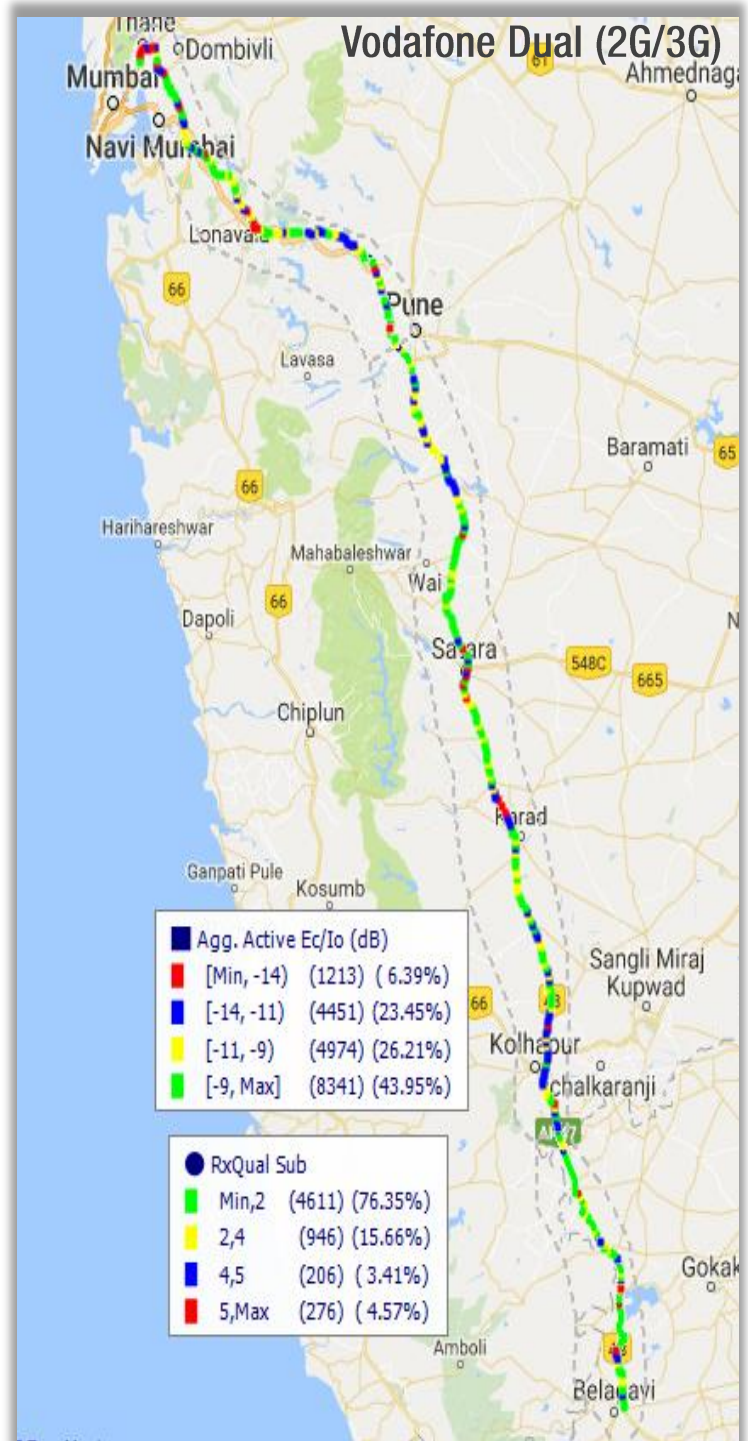 Vodafone Dual (2G/3G)
Thane
Dombivli
61
Mumbai
Ahmednaga
Navi Mumbai
Lonavala
66
Pune
Lavasa
Baramati
65
66
Harihareshwar
Mahabaleshwar
Wai
66
Dapoli
N
Satara
548C
665
Chiplun
Karad
Ganpati Pule
Kosumb
Agg. Active Ec/Io (dB)
[Min, -14) (1213) ( 6.39%)
[-14, -11) (4451) (23.45%)
[-11, -9) (4974) (26.21%)
[-9, Max] (8341) (43.95%)
Sangli Miraj
Kupwad
66
48
Kolhapur
chalkaranji
RxQual Sub
Min,2 (4611) (76.35%)
2,4 (946) (15.66%)
4,5 (206) ( 3.41%)
5,Max (276) ( 4.57%)
Gokak
Amboli
Belagavi